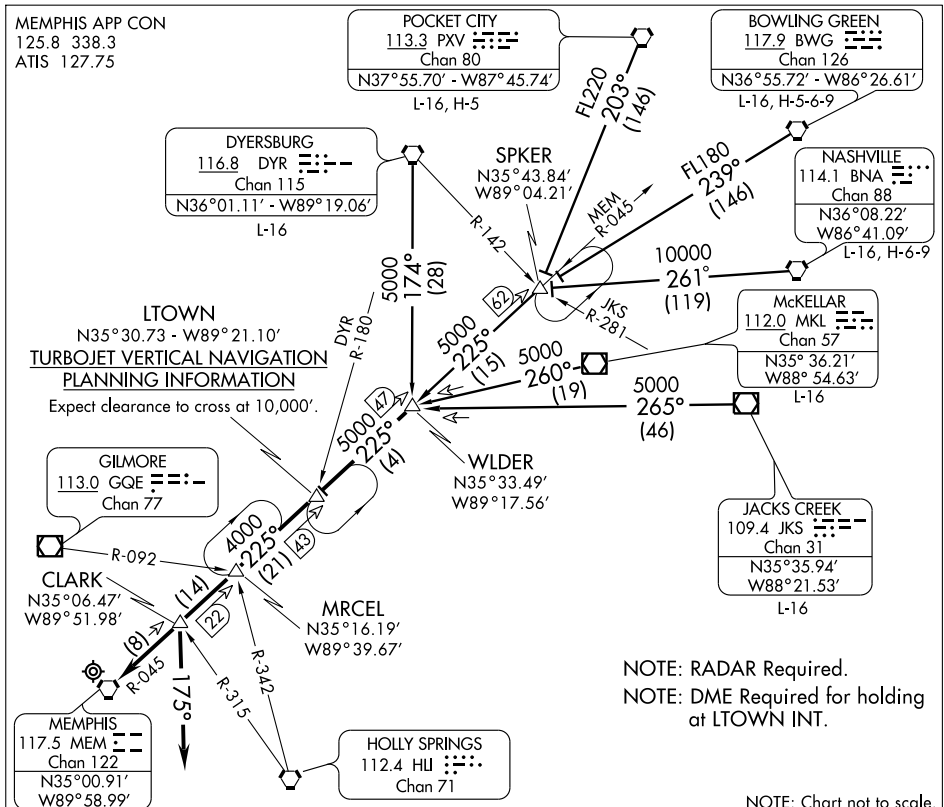 MEMPHIS APP CON
125.8 338.3
ATIS 127.75
POCKET CITY
113.3 PXV
Chan 80
N37°55.70' - W87°45.74'
L-16, H-5
BOWLING GREEN
117.9 BWG
Chan 126
N36°55.72' - W86°26.61'
L-16, H-5-6-9
DYERSBURG
116.8 DYR
Chan 115
N36°01.11' - W89°19.06'
L-16
SPKER
N35°43.84'
W89°04.21'
FL220
203°
(146)
FL180
239°
(146)
NASHVILLE
114.1 BNA
Chan 88
N36°08.22'
W86°41.09'
L-16, H-6-9
MEM
R-045
R-142
10000
261°
(119)
5000
174°
(28)
62
JKS
R-281
McKELLAR
112.0 MKL
Chan 57
N35° 36.21'
W88° 54.63'
L-16
LTOWN
N35°30.73 - W89°21.10'
TURBOJET VERTICAL NAVIGATION
PLANNING INFORMATION
Expect clearance to cross at 10,000'.
DYR
R-180
5000
225°
(15)
5000
260°
(19)
5000
265°
(46)
47
5000
225°
(4)
WLDER
N35°33.49'
W89°17.56'
GILMORE
113.0 GQE
Chan 77
R-092
4000
225°
(21)
43
JACKS CREEK
109.4 JKS
Chan 31
N35°35.94'
W88°21.53'
L-16
CLARK
N35°06.47'
W89°51.98'
(14)
22
MRCEL
N35°16.19'
W89°39.67'
(8)
R-045
175°
R-315
R-342
NOTE: RADAR Required.
NOTE: DME Required for holding
at LTOWN INT.
MEMPHIS
117.5 MEM
Chan 122
N35°00.91'
W89°58.99'
HOLLY SPRINGS
112.4 HLI
Chan 71
NOTE: Chart not to scale